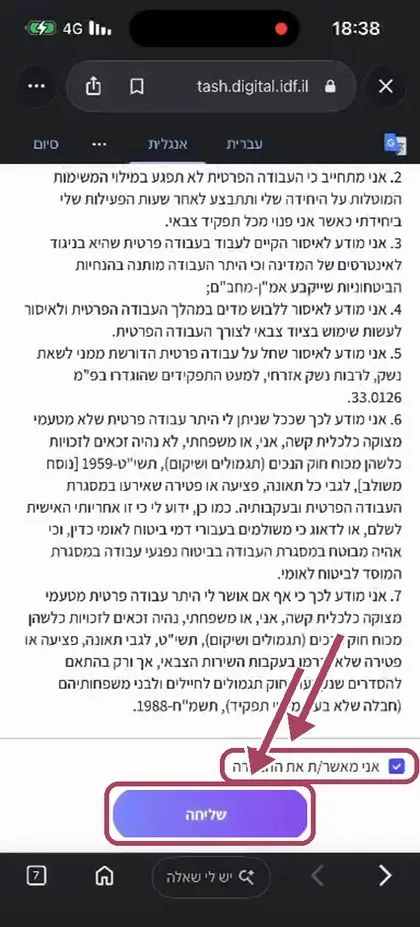 4G
18:38
tash.digital.idf.il
עברית
אנגלית
סיום
2. אני מתחייב כי העבודה הפרטית לא תפגע במילוי המשימות
המוטלות על היחידה שלי ותתבצע לאחר שעות הפעילות שלי
ביחידתי כאשר אני פנוי מכל תפקיד צבאי.
3. אני מודע לאיסור הקיים לעבוד בעבודה פרטית שהיא בניגוד
לאינטרסים של המדינה וכי היתר העבודה מותנה בהנחיות
הביטחוניות שייקבע אמ"ן-מחב"ם;
4. אני מודע לאיסור ללבוש מדים במהלך העבודה הפרטית ולאיסור
לעשות שימוש בציוד צבאי לצורך העבודה הפרטית.
5. אני מודע לאיסור שחל על עבודה פרטית הדורשת ממני לשאת
נשק, לרבות נשק אזרחי, למעט התפקידים שהוגדרו בפ"מ
33.0126.
6. אני מודע לכך שככל שניתן לי היתר עבודה פרטית שלא מטעמי
מצוקה כלכלית קשה, אני, או משפחתי, לא נהיה זכאים לזכויות
כלשהן מכוח חוק הנכים (תגמולים ושיקום), תשי"ט-1959 [נוסח
משולב], לגבי כל תאונה, פציעה או פטירה שאירעו במסגרת
העבודה הפרטית ובעקבותיה. כמו כן, ידוע לי כי זו אחריותי האישית
לשלם, או לדאוג כי משולמים בעבורי דמי ביטוח לאומי כדין, וכי
אהיה מבוטח במסגרת העבודה בביטוח נפגעי עבודה במסגרת
המוסד לביטוח לאומי.
7. אני מודע לכך כי אף אם אושר לי היתר עבודה פרטית מטעמי
מצוקה כלכלית קשה, אני, או משפחתי, נהיה זכאים לזכויות כלשהן
מכוח חוק הנכים (תגמולים ושיקום), תשי"ט, לגבי תאונה, פציעה או
פטירה שלא בעקבות השירות הצבאי, אך ורק בהתאם
להסדרים חוק תגמולים לחיילים ולבני משפחותיהם
(חבלה שלא תפקיד), תשמ"ח-1988.
אני מאשר/ת את
שליחה
7
יש לי שאלה